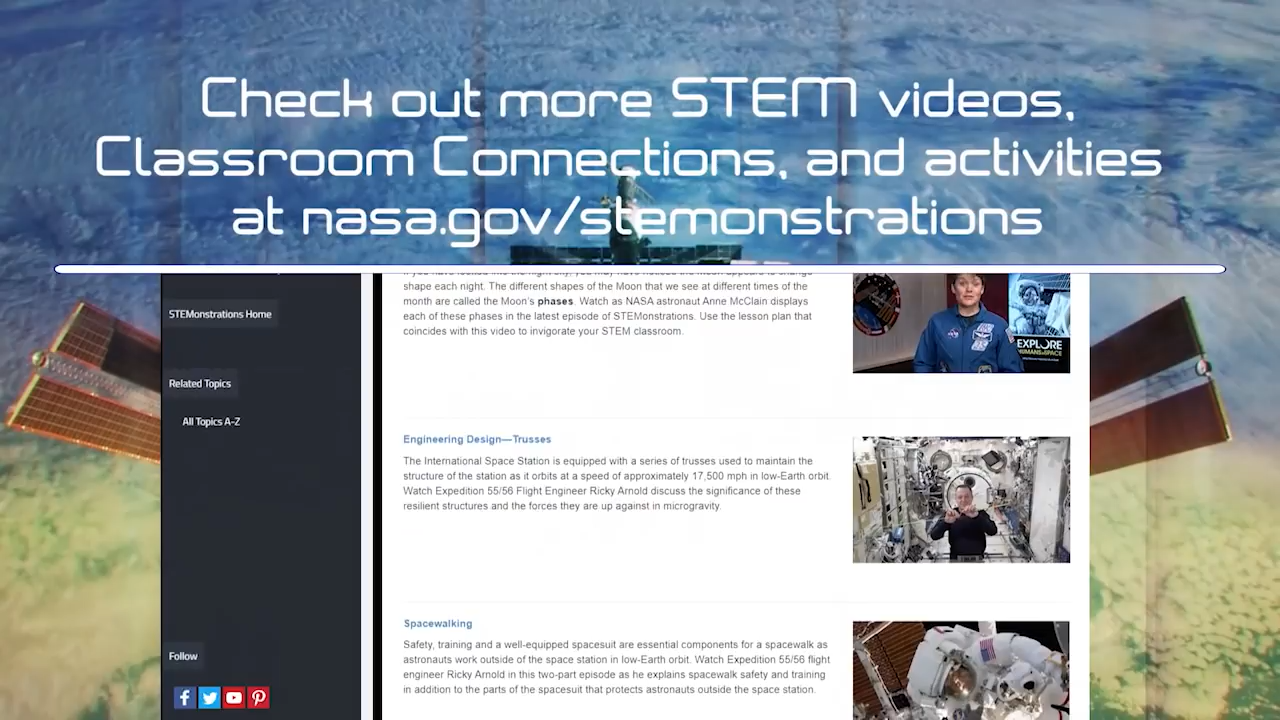 Check out more STEM videos,
Classroom Connections, and activities
at nasa.gov/stemonstrations
STEMonstrations Home
Related Topics
All Topics A-Z
Follow
shape each night. The different shapes of the Moon that we see at different times of the
month are called the Moon's phases. Watch as NASA astronaut Anne McClain displays
each of these phases in the latest episode of STEMonstrations. Use the lesson plan that
coincides with this video to invigorate your STEM classroom.
EXPLORE
HUMANS IN SPACE
Engineering Design—Trusses
The International Space Station is equipped with a series of trusses used to maintain the
structure of the station as it orbits at a speed of approximately 17,500 mph in low-Earth orbit.
Watch Expedition 55/56 Flight Engineer Ricky Arnold discuss the significance of these
resilient structures and the forces they are up against in microgravity.
Spacewalking
Safety, training and a well-equipped spacesuit are essential components for a spacewalk as
astronauts work outside of the space station in low-Earth orbit. Watch Expedition 55/56 flight
engineer Ricky Arnold in this two-part episode as he explains spacewalk safety and training
in addition to the parts of the spacesuit that protects astronauts outside the space station.